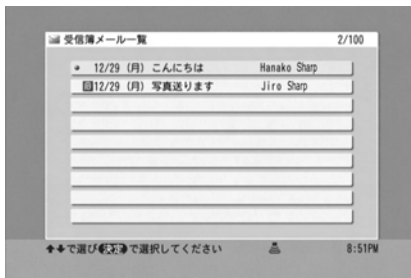 受信簿メール一覧 2/100
12/29 (月) こんにちは Hanako Sharp
12/29 (月) 写真送ります Jiro Sharp
で選び決定で選択してください 8:51PM